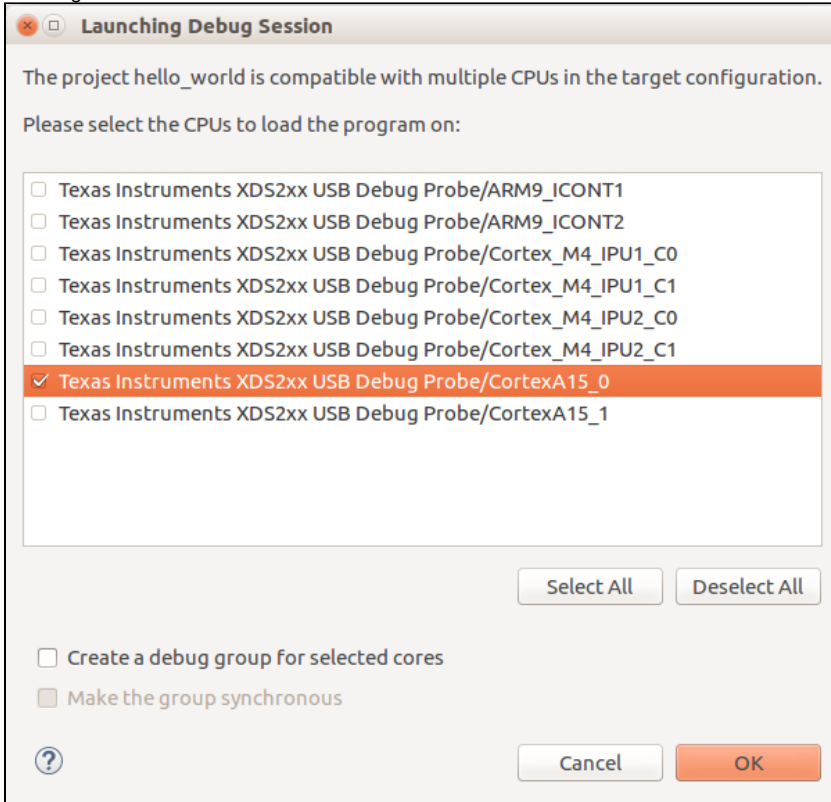 Launching Debug Session
The project hello_world is compatible with multiple CPUs in the target configuration.
Please select the CPUs to load the program on:
Texas Instruments XDS2xx USB Debug Probe/ARM9_ICONT1
Texas Instruments XDS2xx USB Debug Probe/ARM9_ICONT2
Texas Instruments XDS2xx USB Debug Probe/Cortex_M4_IPU1_C0
Texas Instruments XDS2xx USB Debug Probe/Cortex_M4_IPU1_C1
Texas Instruments XDS2xx USB Debug Probe/Cortex_M4_IPU2_C0
Texas Instruments XDS2xx USB Debug Probe/Cortex_M4_IPU2_C1
Texas Instruments XDS2xx USB Debug Probe/CortexA15_0
Texas Instruments XDS2xx USB Debug Probe/CortexA15_1
Select All Deselect All
Create a debug group for selected cores
Make the group synchronous
? Cancel OK